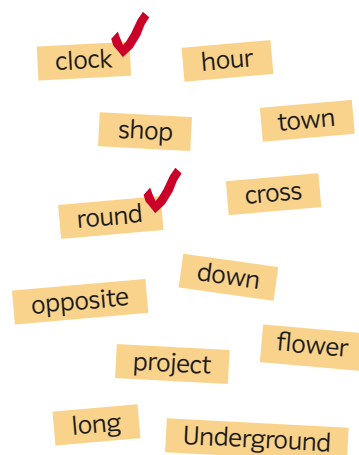 clock
hour
shop
town
round
cross
down
opposite
flower
project
long
Underground